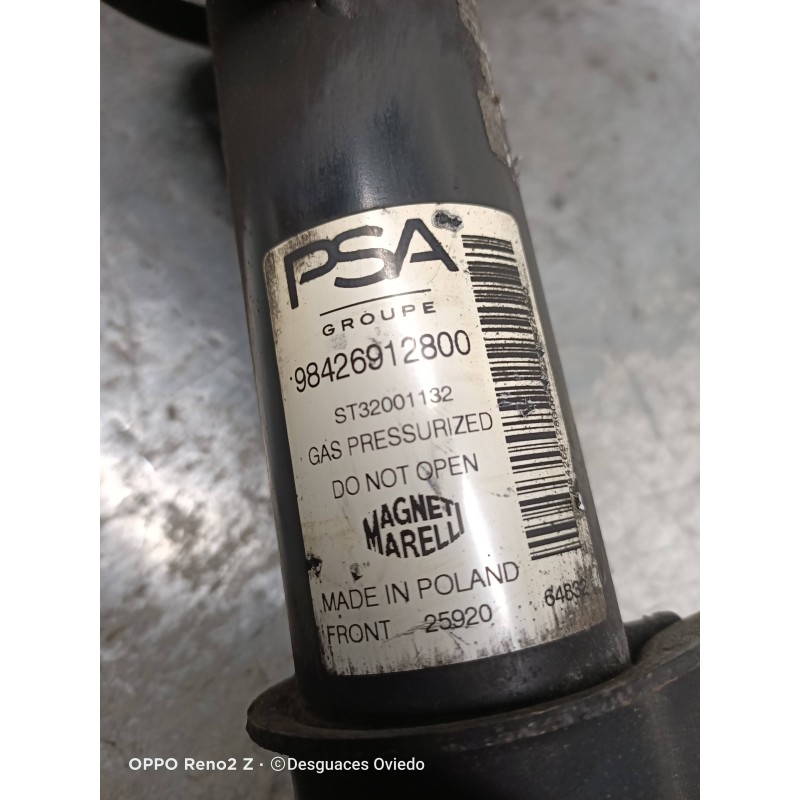 PSA
GROUPE
98426912800
ST32001132
GAS PRESSURIZED
DO NOT OPEN
MAGNETI
MARELLI
MADE IN POLAND
FRONT 25920
OPPO Reno2 Z · ©Desguaces Oviedo